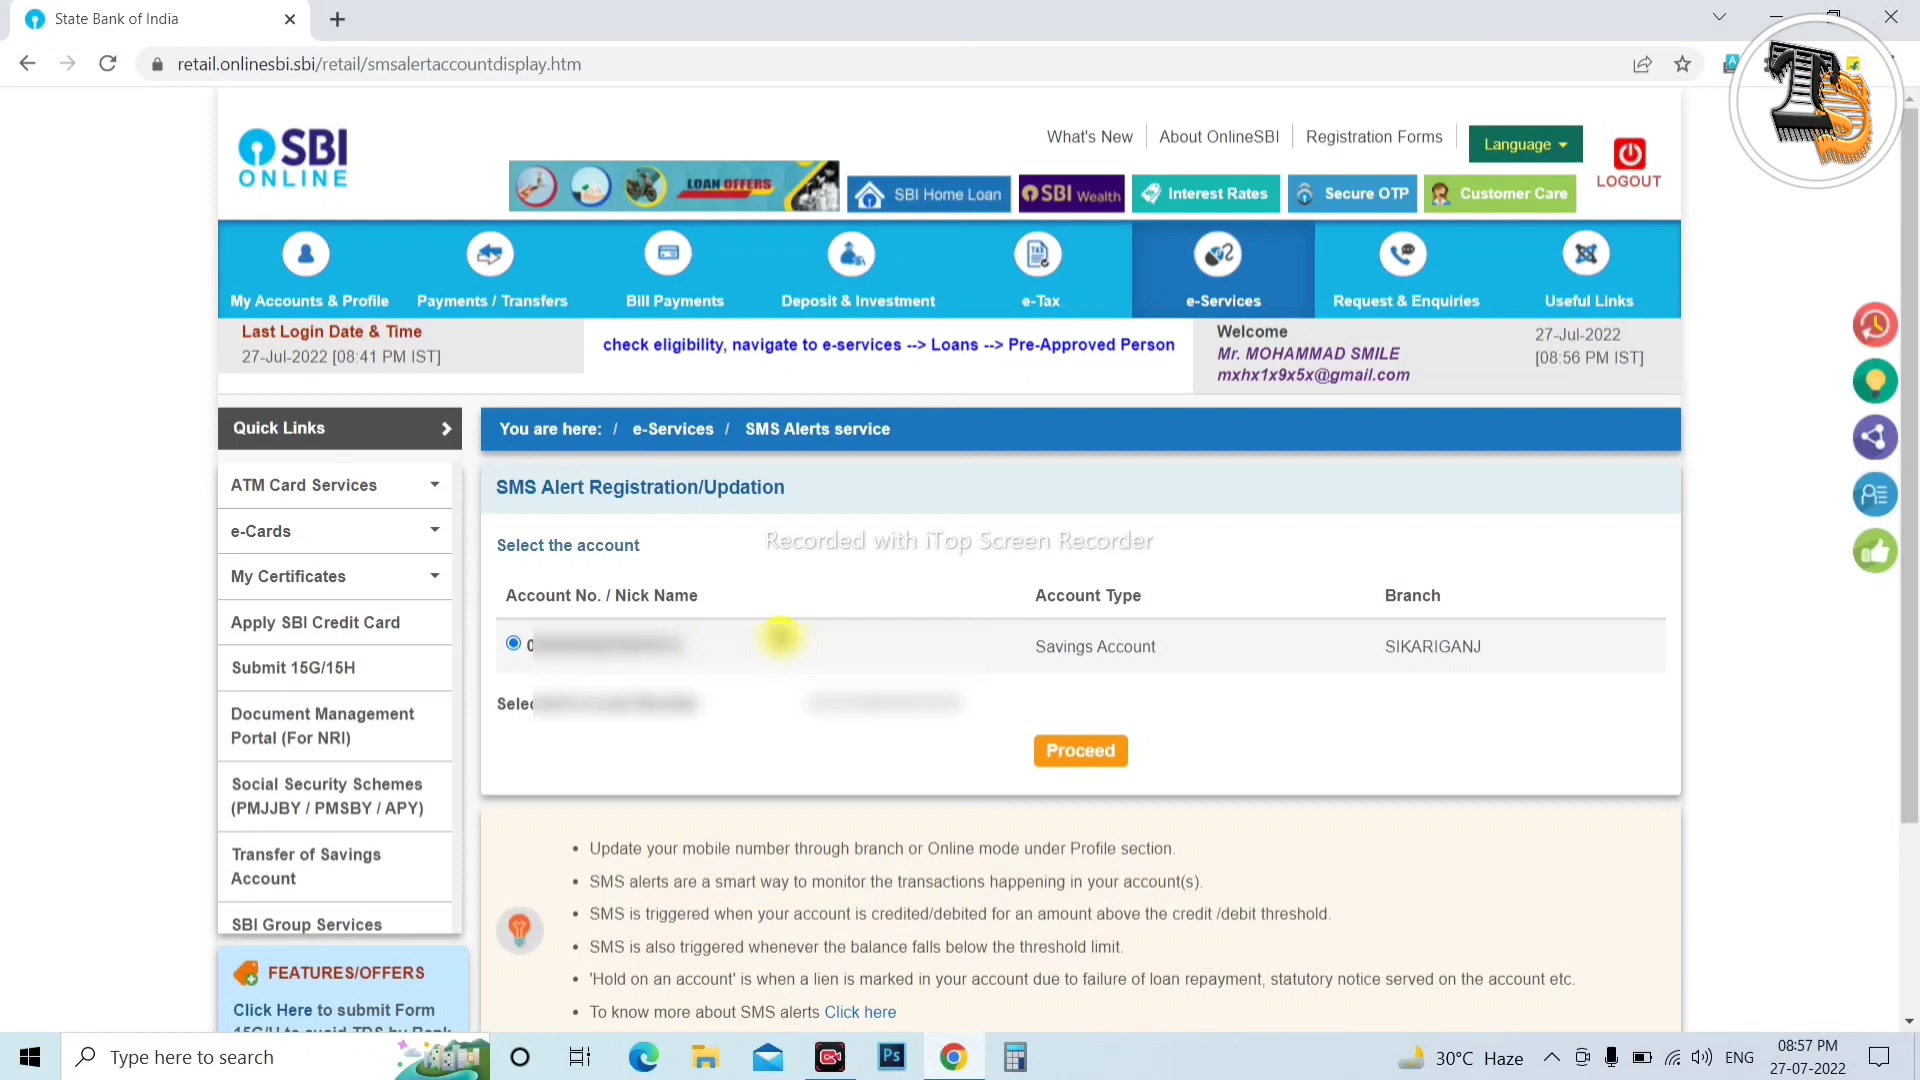 State Bank of India
retail.onlinesbi.sbi/retail/smsalertaccountdisplay.htm
TS
SBI
ONLINE
What's New
About OnlineSBI
Registration Forms
Language
LOGOUT
LOAN OFFERS
SBI Home Loan
SBI Wealth
Interest Rates
Secure OTP
Customer Care
My Accounts & Profile
Payments / Transfers
Bill Payments
Deposit & Investment
e-Tax
e-Services
Request & Enquiries
Useful Links
Last Login Date & Time
27-Jul-2022 [08:41 PM IST]
check eligibility, navigate to e-services --> Loans --> Pre-Approved Person
Welcome
Mr. MOHAMMAD SMILE
mxhx1x9x5x@gmail.com
27-Jul-2022
[08:56 PM IST]
Quick Links
ATM Card Services
e-Cards
My Certificates
Apply SBI Credit Card
Submit 15G/15H
Document Management
Portal (For NRI)
Social Security Schemes
(PMJJBY / PMSBY / APY)
Transfer of Savings
Account
SBI Group Services
FEATURES/OFFERS
Click Here to submit Form
15G/H to avoid TDS by Bank
You are here: / e-Services / SMS Alerts service
SMS Alert Registration/Updation
Select the account
Recorded with iTop Screen Recorder
Account No. / Nick Name
Account Type
Branch
0
Savings Account
SIKARIGANJ
Proceed
• Update your mobile number through branch or Online mode under Profile section.
• SMS alerts are a smart way to monitor the transactions happening in your account(s).
• SMS is triggered when your account is credited/debited for an amount above the credit /debit threshold.
• SMS is also triggered whenever the balance falls below the threshold limit.
• 'Hold on an account' is when a lien is marked in your account due to failure of loan repayment, statutory notice served on the account etc.
• To know more about SMS alerts Click here
Type here to search
Ps
30°C Haze
ENG
08:57 PM
27-07-2022